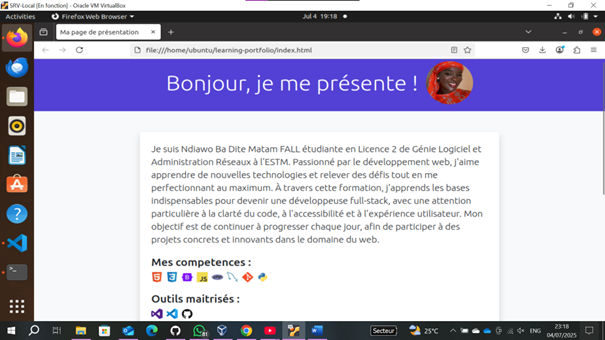 SRV-Local [En fonction] - Oracle VM VirtualBox
Activities Firefox Web Browser Jul 4 19:18
Ma page de présentation
file:///home/ubuntu/learning-portfolio/index.html
Bonjour, je me présente !
Je suis Ndiawo Ba Dite Matam FALL étudiante en Licence 2 de Génie Logiciel et
Administration Réseaux à l'ESTM. Passionné par le développement web, j'aime
apprendre de nouvelles technologies et relever des défis tout en me
perfectionnant au maximum. À travers cette formation, j'apprends les bases
indispensables pour devenir une développeuse full-stack, avec une attention
particulière à la clarté du code, à l'accessibilité et à l'expérience utilisateur. Mon
objectif est de continuer à progresser chaque jour, afin de participer à des
projets concrets et innovants dans le domaine du web.
Mes competences :
Outils maitrisés :
Secteur 25°C ENG 23:18
04/07/2025